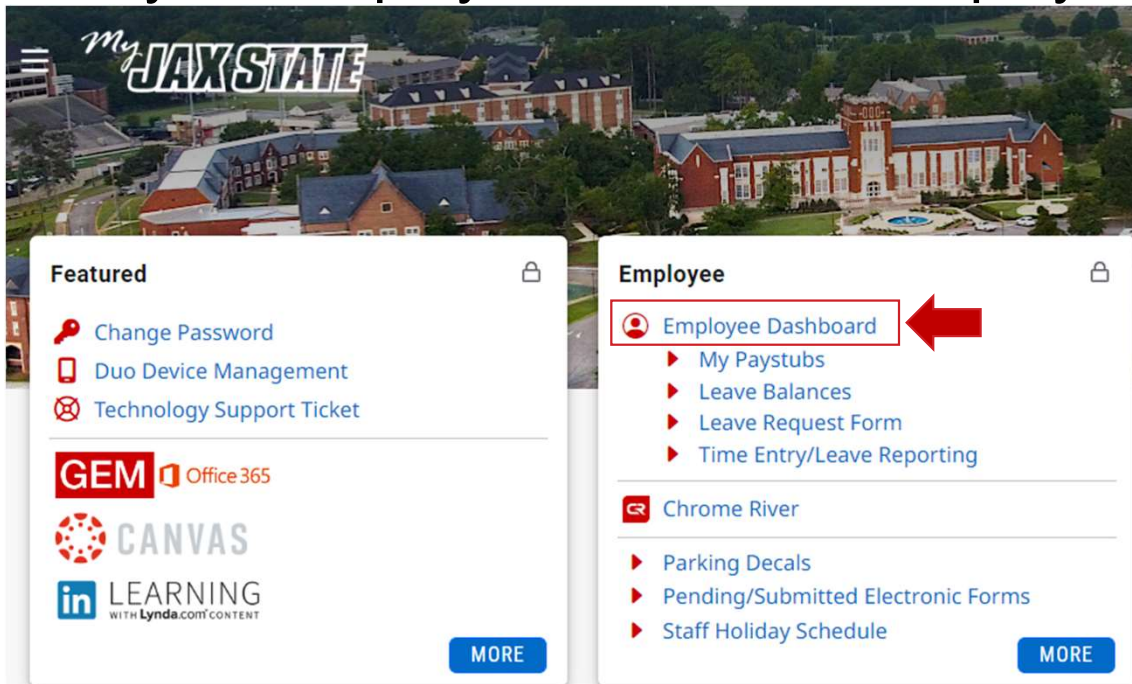 My
JAX STATE
Featured
Change Password
Duo Device Management
Technology Support Ticket
GEM Office 365
CANVAS
in LEARNING
WITH Lynda.com CONTENT
MORE
Employee
Employee Dashboard
My Paystubs
Leave Balances
Leave Request Form
Time Entry/Leave Reporting
CR Chrome River
Parking Decals
Pending/Submitted Electronic Forms
Staff Holiday Schedule
MORE